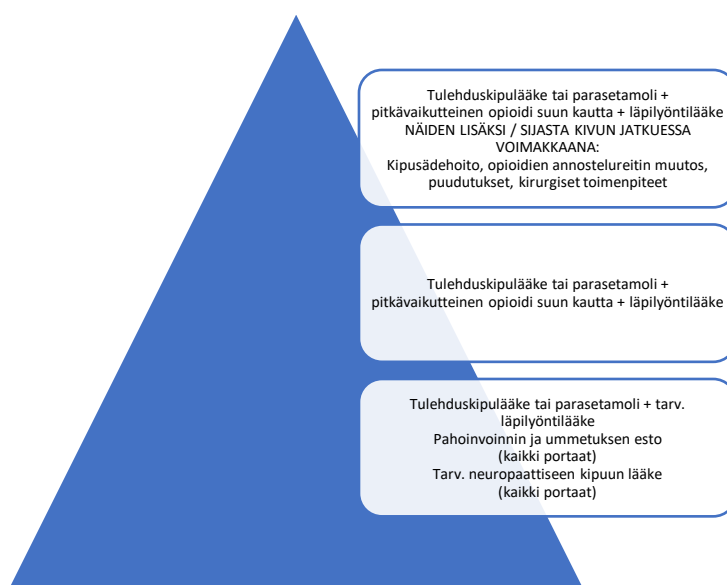 Tulehduskipulääke tai parasetamoli +
pitkävaikutteinen opioidi suun kautta + läpilyöntilääke
NÄIDEN LISÄKSI / SIJASTA KIVUN JATKUESSA
VOIMAKKAANA:
Kipusädehoito, opioidien annostelureitin muutos,
puudutukset, kirurgiset toimenpiteet
Tulehduskipulääke tai parasetamoli +
pitkävaikutteinen opioidi suun kautta + läpilyöntilääke
Tulehduskipulääke tai parasetamoli + tarv.
läpilyöntilääke
Pahoinvoinnin ja ummetuksen esto
(kaikki portaat)
Tarv. neuropaattiseen kipuun lääke
(kaikki portaat)